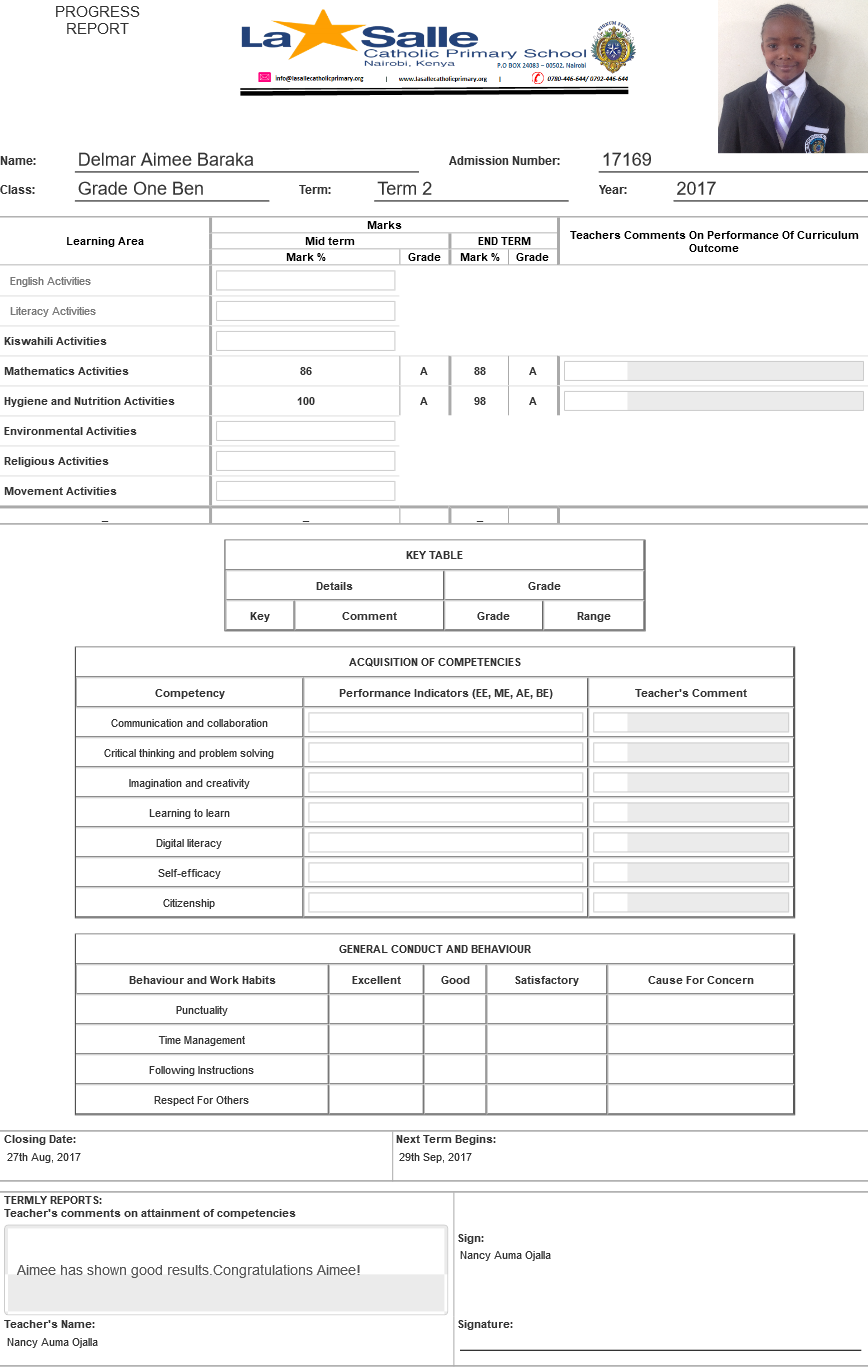 PROGRESS
REPORT
La Salle
Catholic Primary School
Nairobi, Kenya
P.O BOX 24083 – 00502, Nairobi
info@lasallecatholicprimary.org | www.lasallecatholicprimary.org | 0780-446-644/ 0792-446-644
Name: Delmar Aimee Baraka Admission Number: 17169
Class: Grade One Ben Term: Term 2 Year: 2017
Learning Area Marks Teachers Comments On Performance Of Curriculum Outcome
Mid term END TERM
Mark % Grade Mark % Grade
English Activities
Literacy Activities
Kiswahili Activities
Mathematics Activities 86 A 88 A
Hygiene and Nutrition Activities 100 A 98 A
Environmental Activities
Religious Activities
Movement Activities
_ _ _
KEY TABLE
Details Grade
Key Comment Grade Range
ACQUISITION OF COMPETENCIES
Competency Performance Indicators (EE, ME, AE, BE) Teacher's Comment
Communication and collaboration
Critical thinking and problem solving
Imagination and creativity
Learning to learn
Digital literacy
Self-efficacy
Citizenship
GENERAL CONDUCT AND BEHAVIOUR
Behaviour and Work Habits Excellent Good Satisfactory Cause For Concern
Punctuality
Time Management
Following Instructions
Respect For Others
Closing Date: Next Term Begins:
27th Aug, 2017 29th Sep, 2017
TERMLY REPORTS:
Teacher's comments on attainment of competencies
Aimee has shown good results.Congratulations Aimee!
Sign:
Nancy Auma Ojalla
Teacher's Name: Signature:
Nancy Auma Ojalla